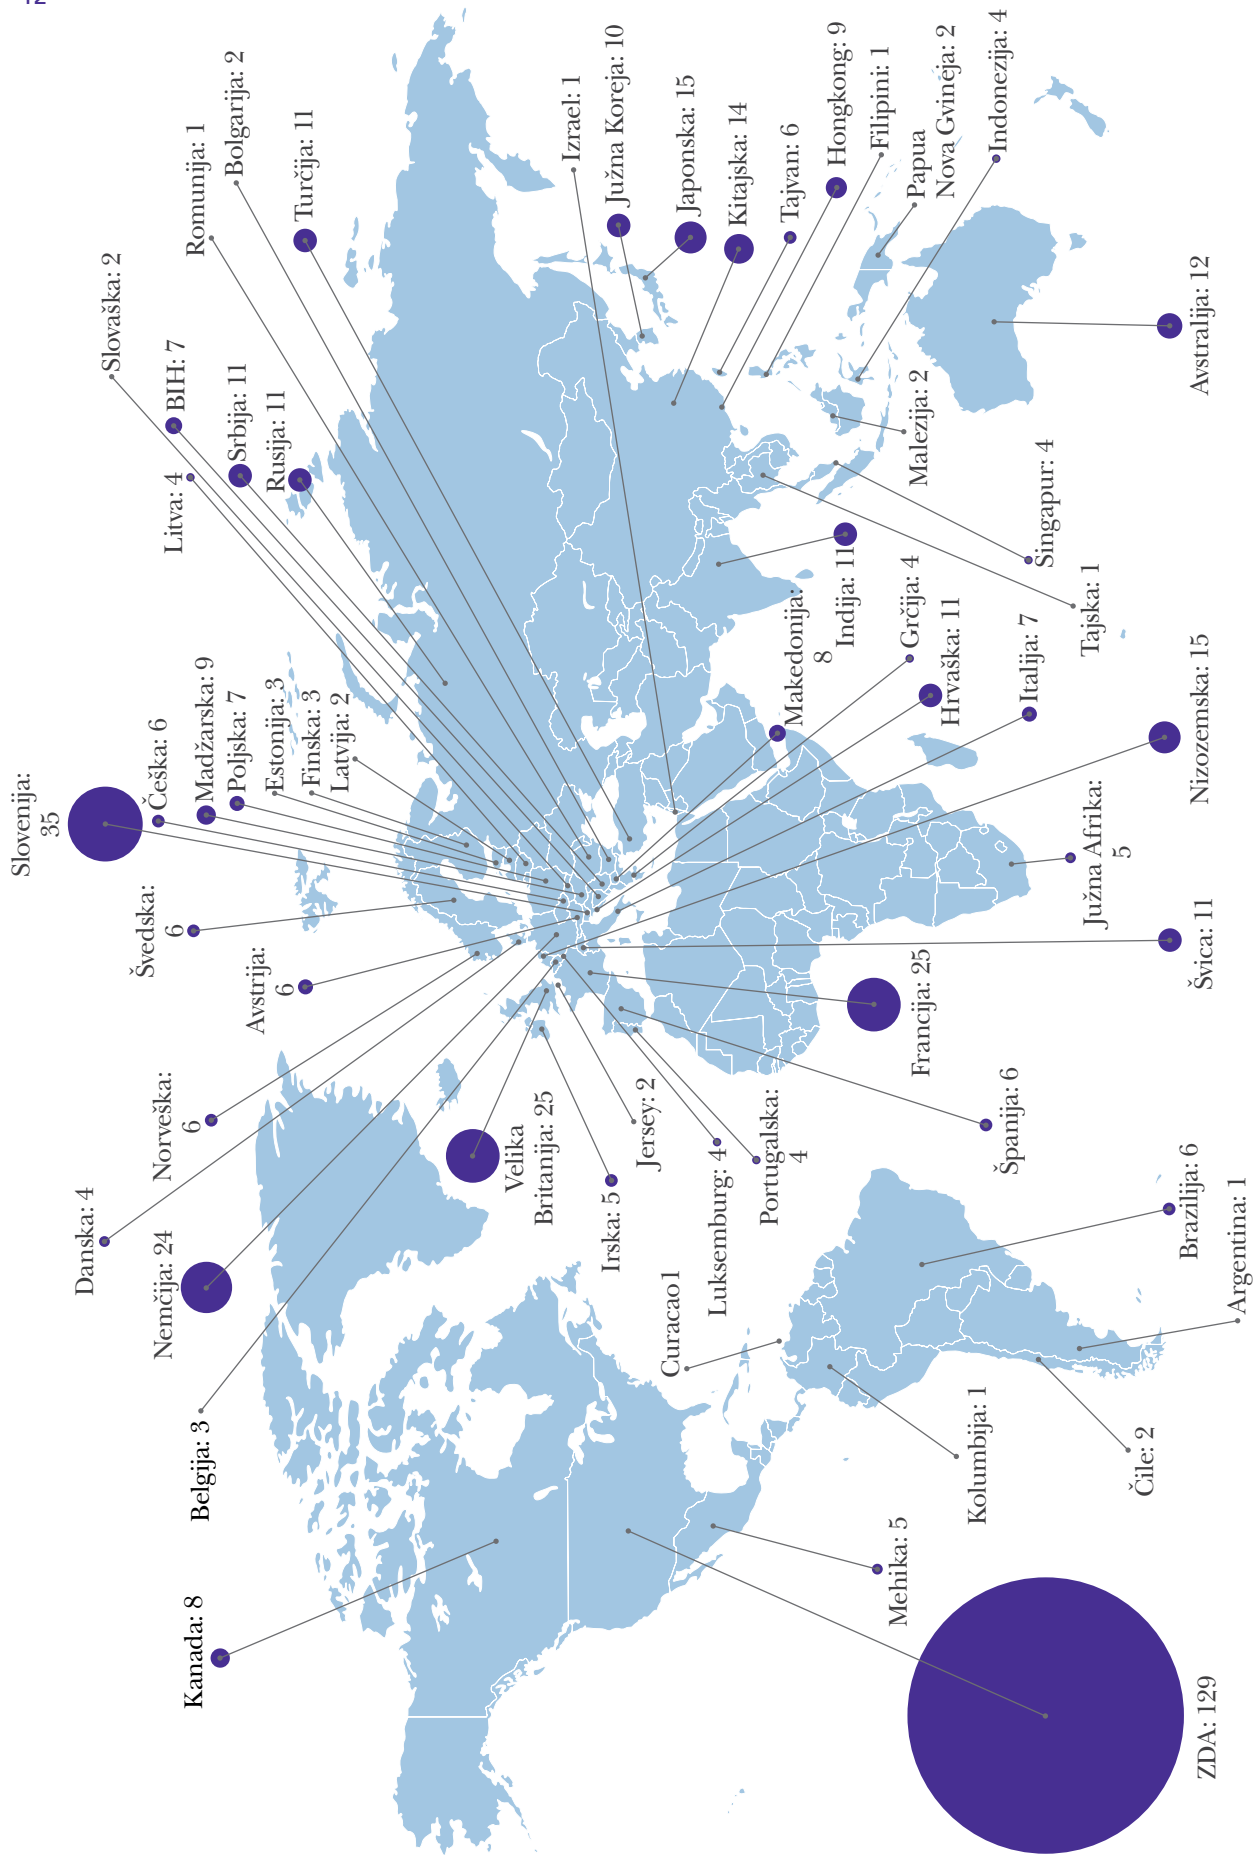 12
Kanada: 8
ZDA: 129
Mehika: 5
Belgija: 3
Kolumbija: 1
Čile: 2
Curacao1
Argentina: 1
Brazilija: 6
Danska: 4
Nemčija: 24
Norveška:
6
Velika
Britanija: 25
Irska: 5
Jersey: 2
Luksemburg: 4
Portugalska:
4
Španija: 6
Francija: 25
Švica: 11
Avstrija:
6
Švedska:
6
Slovenija:
35
Češka: 6
Madžarska: 9
Poljska: 7
Estonija: 3
Finska: 3
Latvija: 2
Južna Afrika:
5
Nizozemska: 15
Italija: 7
Hrvaška: 11
Grčija: 4
Makedonija:
8
Indija: 11
Litva: 4
Slovaška: 2
BIH: 7
Srbija: 11
Rusija: 11
Romunija: 1
Bolgarija: 2
Turčija: 11
Izrael: 1
Južna Koreja: 10
Japonska: 15
Kitajska: 14
Tajvan: 6
Hongkong: 9
Filipini: 1
Papua
Nova Gvineja: 2
Indonezija: 4
Malezija: 2
Singapur: 4
Tajska: 1
Avstralija: 12